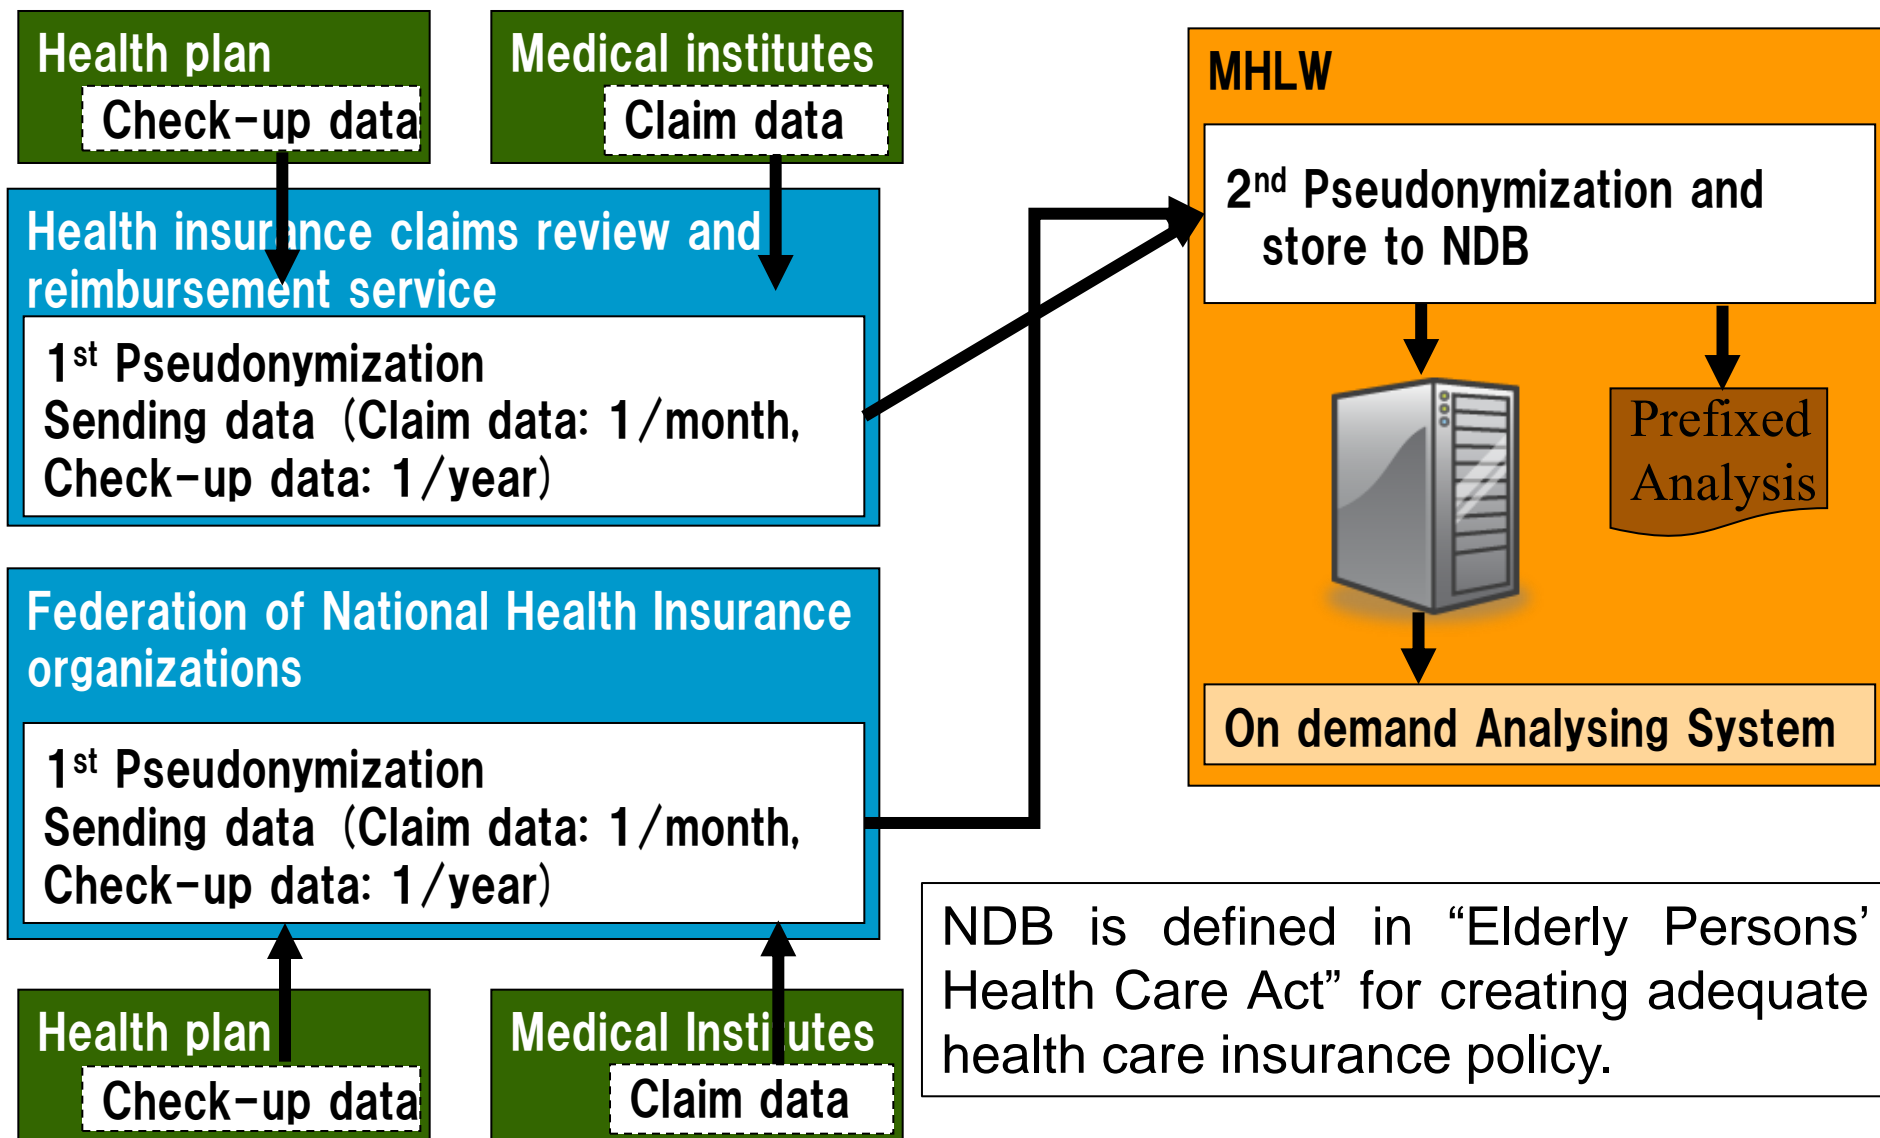 Health plan
Check-up data
Medical institutes
Claim data
Health insurance claims review and
reimbursement service
1st Pseudonymization
Sending data (Claim data: 1/month,
Check-up data: 1/year)
Federation of National Health Insurance
organizations
1st Pseudonymization
Sending data (Claim data: 1/month,
Check-up data: 1/year)
Health plan
Check-up data
Medical Institutes
Claim data
MHLW
2nd Pseudonymization and
store to NDB
Prefixed
Analysis
On demand Analysing System
NDB is defined in “Elderly Persons’
Health Care Act” for creating adequate
health care insurance policy.